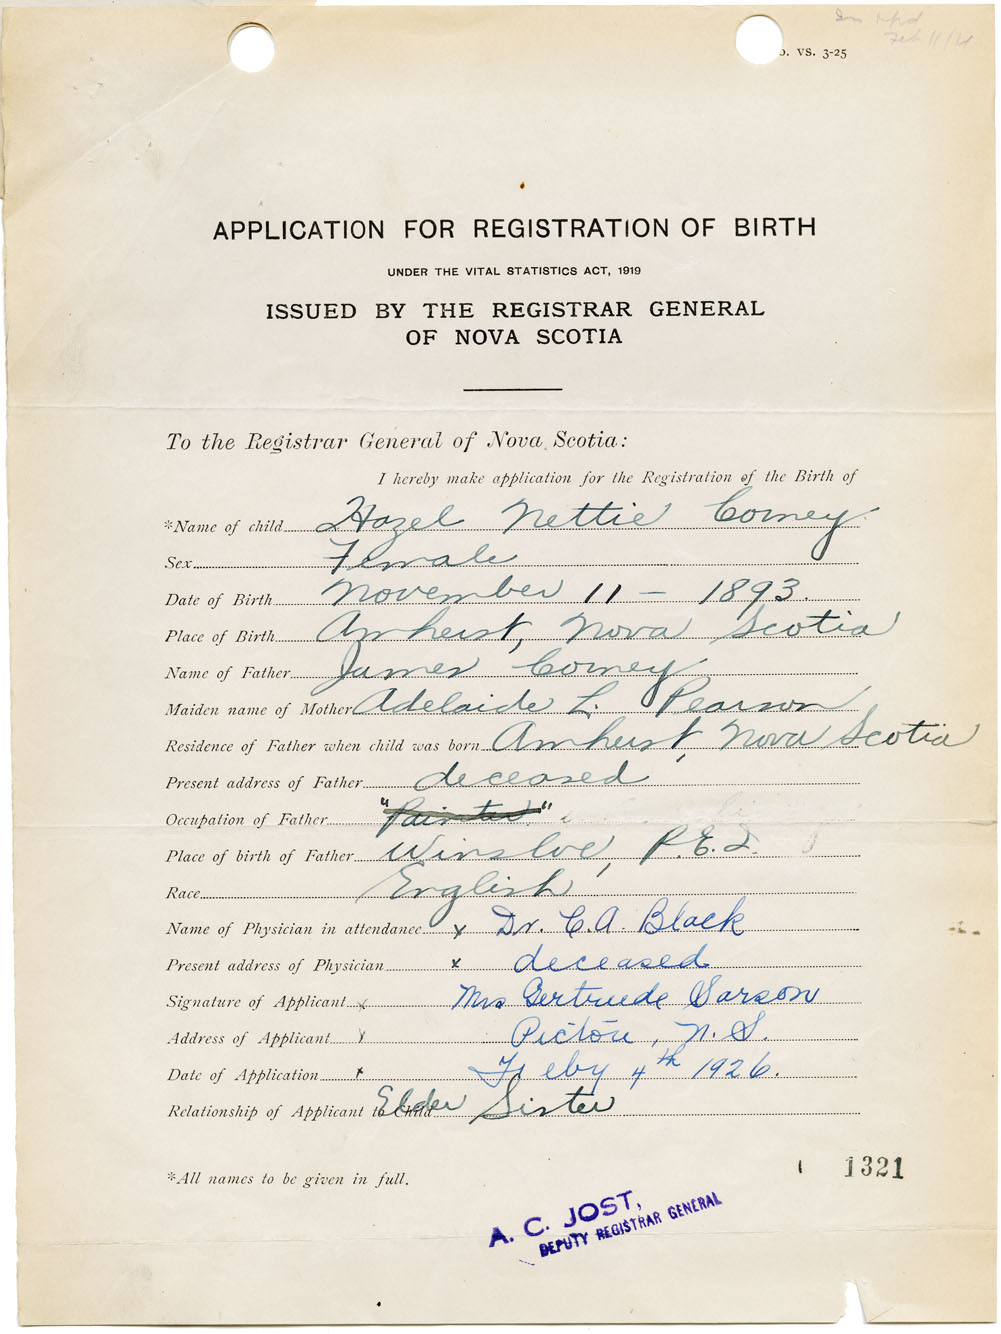 VS. 3-25
APPLICATION FOR REGISTRATION OF BIRTH
UNDER THE VITAL STATISTICS ACT, 1919
ISSUED BY THE REGISTRAR GENERAL
OF NOVA SCOTIA
To the Registrar General of Nova Scotia:
I hereby make application for the Registration of the Birth of
*Name of child Hazel Nettie Comey
Sex Female
Date of Birth November 11 - 1893.
Place of Birth Amherst, Nova Scotia
Name of Father James Comey
Maiden name of Mother Adelaide L. Pearson
Residence of Father when child was born Amherst, Nova Scotia
Present address of Father deceased
Occupation of Father "Painter"
Place of birth of Father Winsloe, P.E.I.
Race English
Name of Physician in attendance x Dr. C. A. Black
Present address of Physician x deceased
Signature of Applicant x Mrs Gertrude Sarson
Address of Applicant x Pictou, N. S.
Date of Application x Feby 4th 1926.
Relationship of Applicant to Child Elder Sister
*All names to be given in full.
1321
A. C. JOST,
DEPUTY REGISTRAR GENERAL